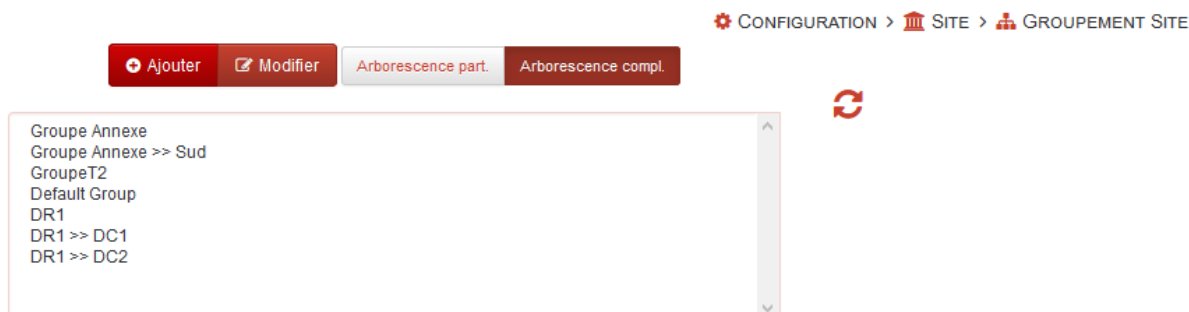 CONFIGURATION > SITE > GROUPEMENT SITE
Ajouter Modifier Arborescence part. Arborescence compl.
Groupe Annexe
Groupe Annexe >> Sud
GroupeT2
Default Group
DR1
DR1 >> DC1
DR1 >> DC2